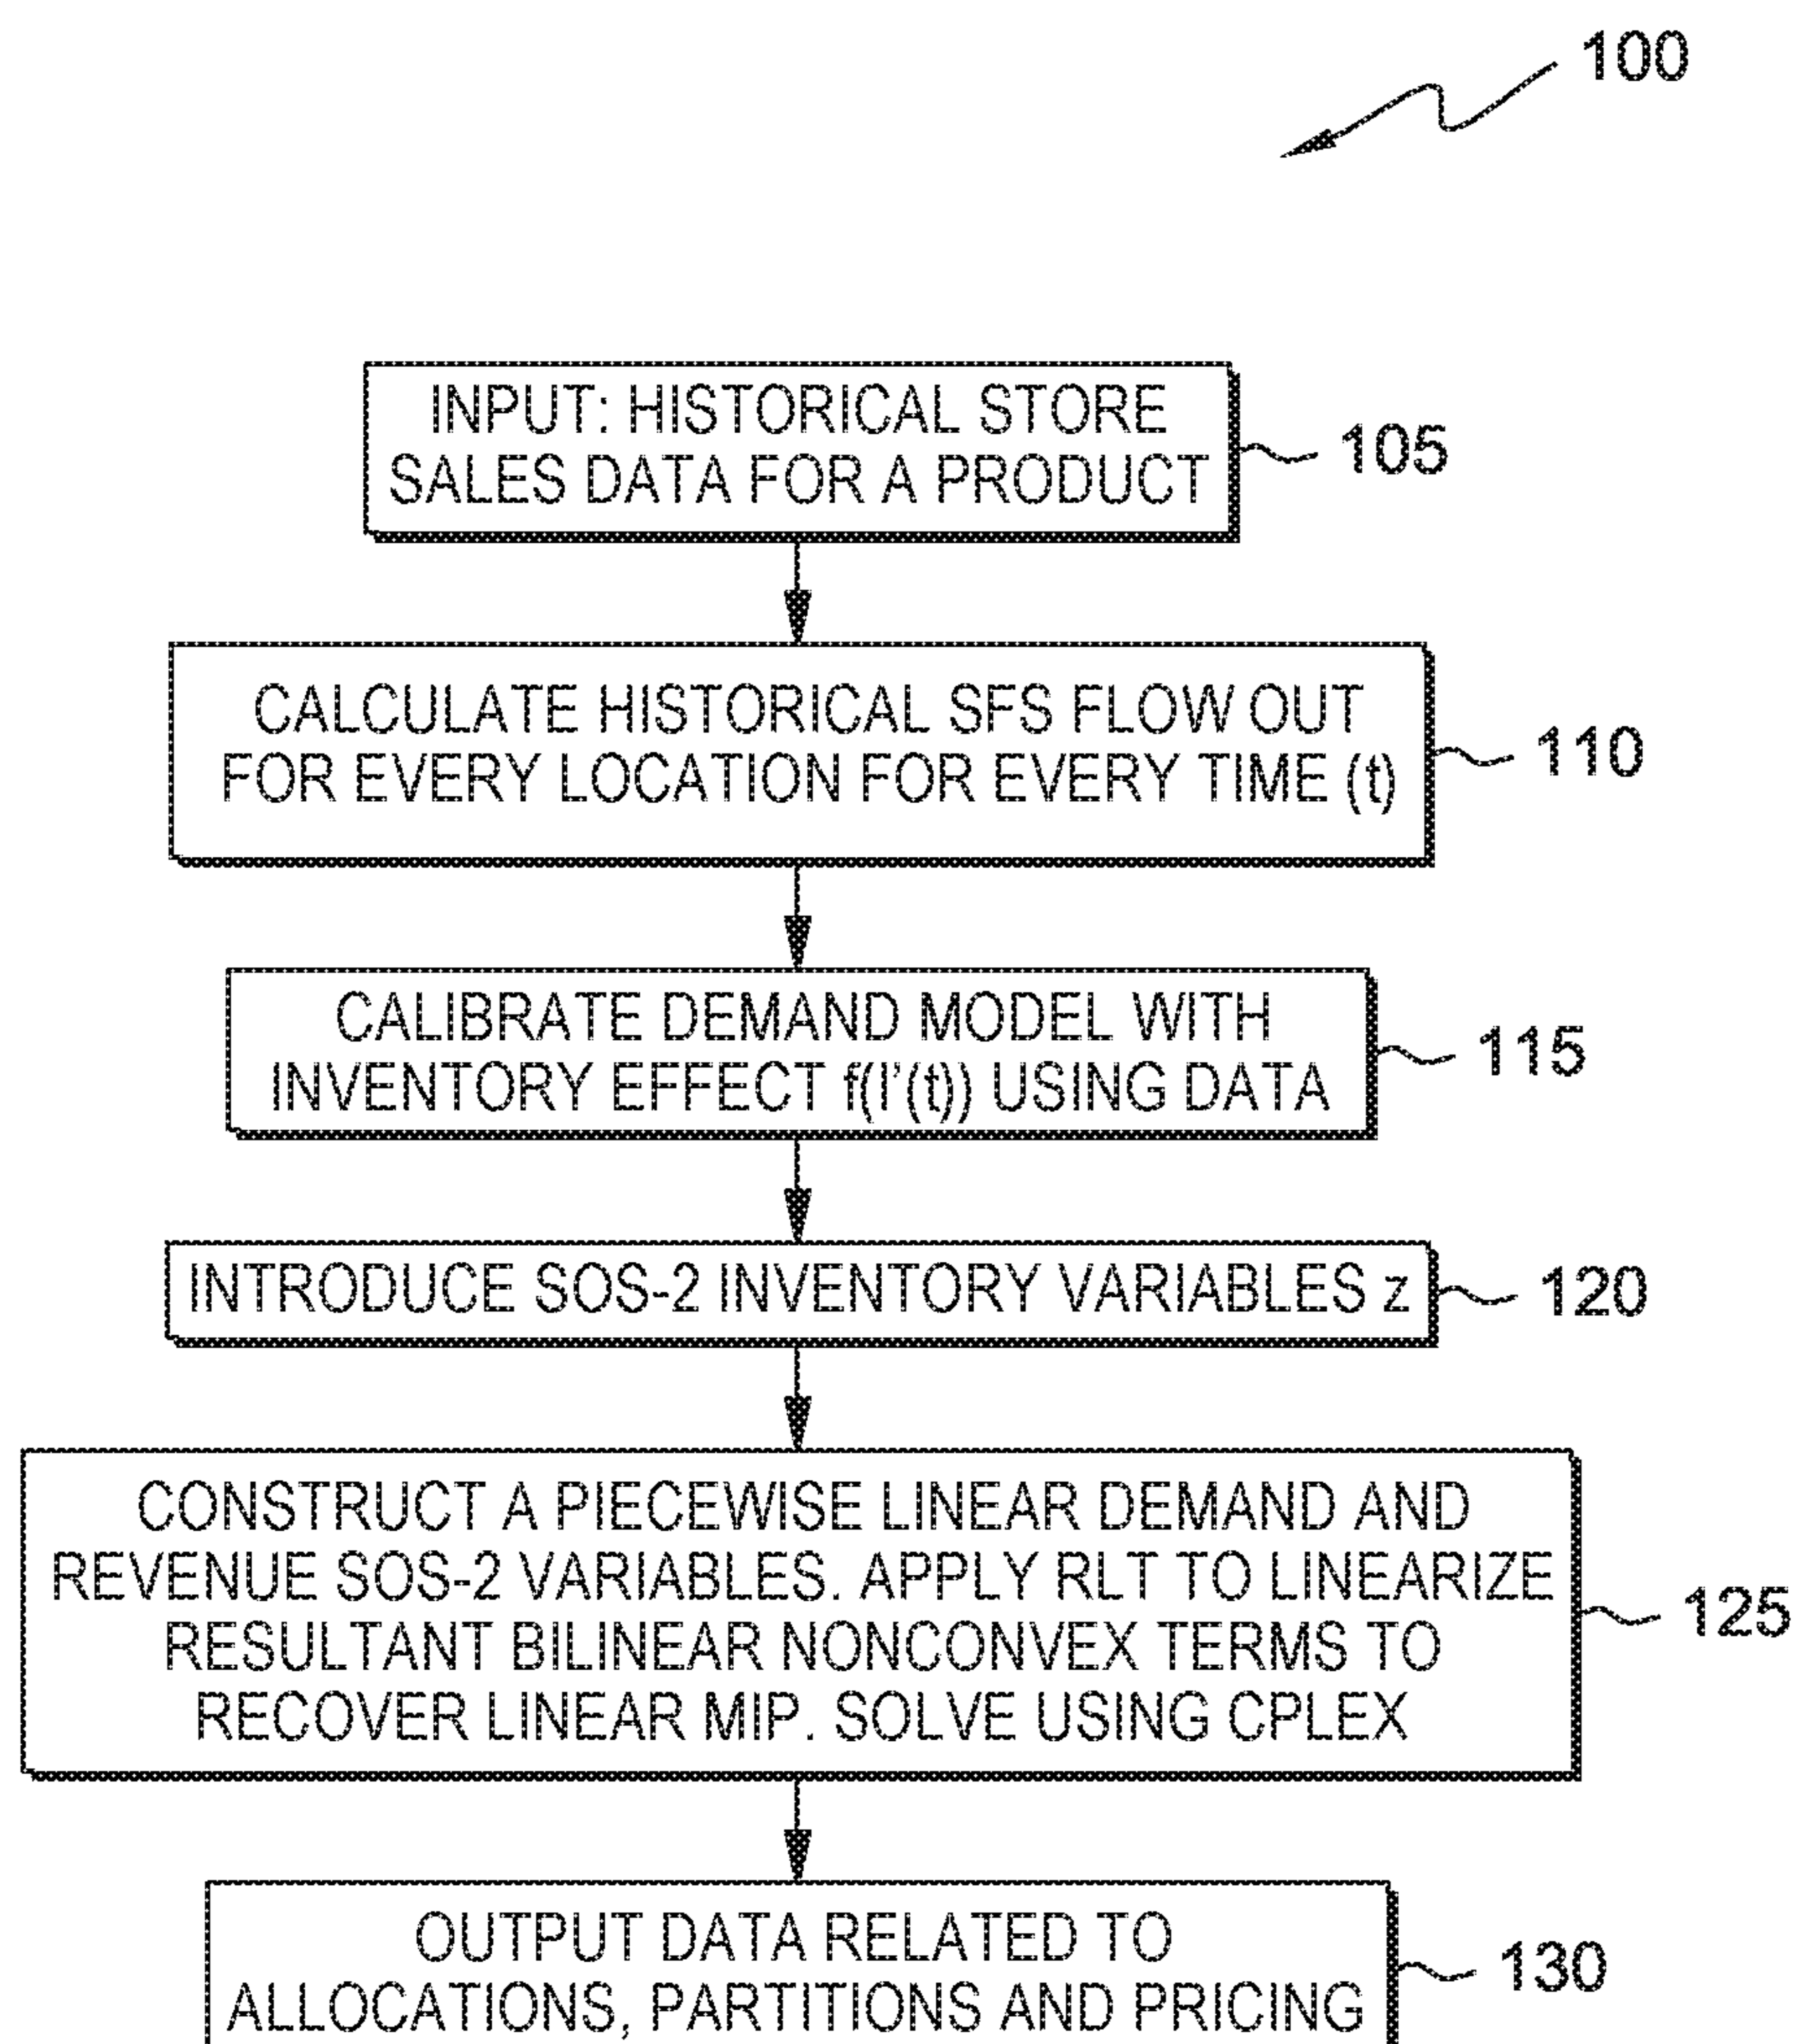 100
INPUT: HISTORICAL STORE
SALES DATA FOR A PRODUCT
105
CALCULATE HISTORICAL SFS FLOW OUT
FOR EVERY LOCATION FOR EVERY TIME (t)
110
CALIBRATE DEMAND MODEL WITH
INVENTORY EFFECT f(I'(t)) USING DATA
115
INTRODUCE SOS-2 INVENTORY VARIABLES z
120
CONSTRUCT A PIECEWISE LINEAR DEMAND AND
REVENUE SOS-2 VARIABLES. APPLY RLT TO LINEARIZE
RESULTANT BILINEAR NONCONVEX TERMS TO
RECOVER LINEAR MIP. SOLVE USING CPLEX
125
OUTPUT DATA RELATED TO
ALLOCATIONS, PARTITIONS AND PRICING
130